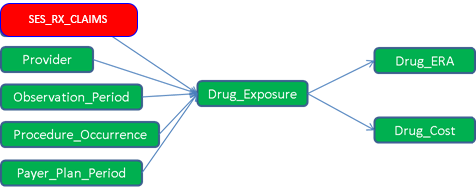 SES_RX_CLAIMS
Provider
Observation_Period
Procedure_Occurrence
Payer_Plan_Period
Drug_Exposure
Drug_ERA
Drug_Cost